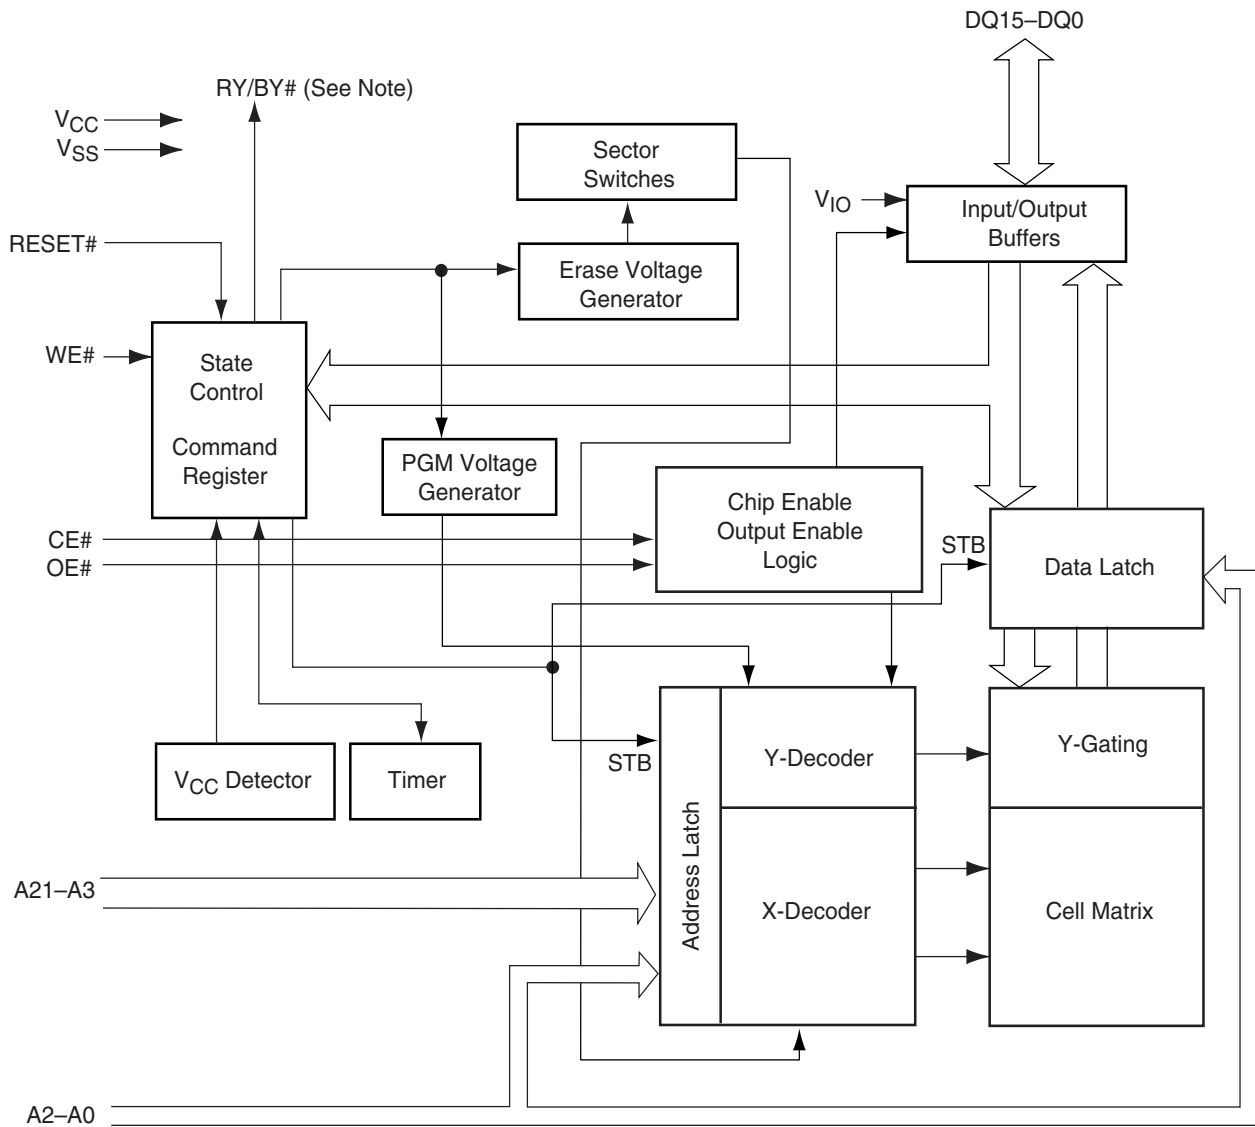 DQ15–DQ0
RY/BY# (See Note)
VCC
VSS
Sector
Switches
VIO
Input/Output
Buffers
RESET#
Erase Voltage
Generator
WE#
State
Control
Command
Register
PGM Voltage
Generator
Chip Enable
Output Enable
Logic
CE#
OE#
STB
Data Latch
STB
Y-Decoder
Y-Gating
VCC Detector
Timer
Address Latch
A21–A3
X-Decoder
Cell Matrix
A2–A0